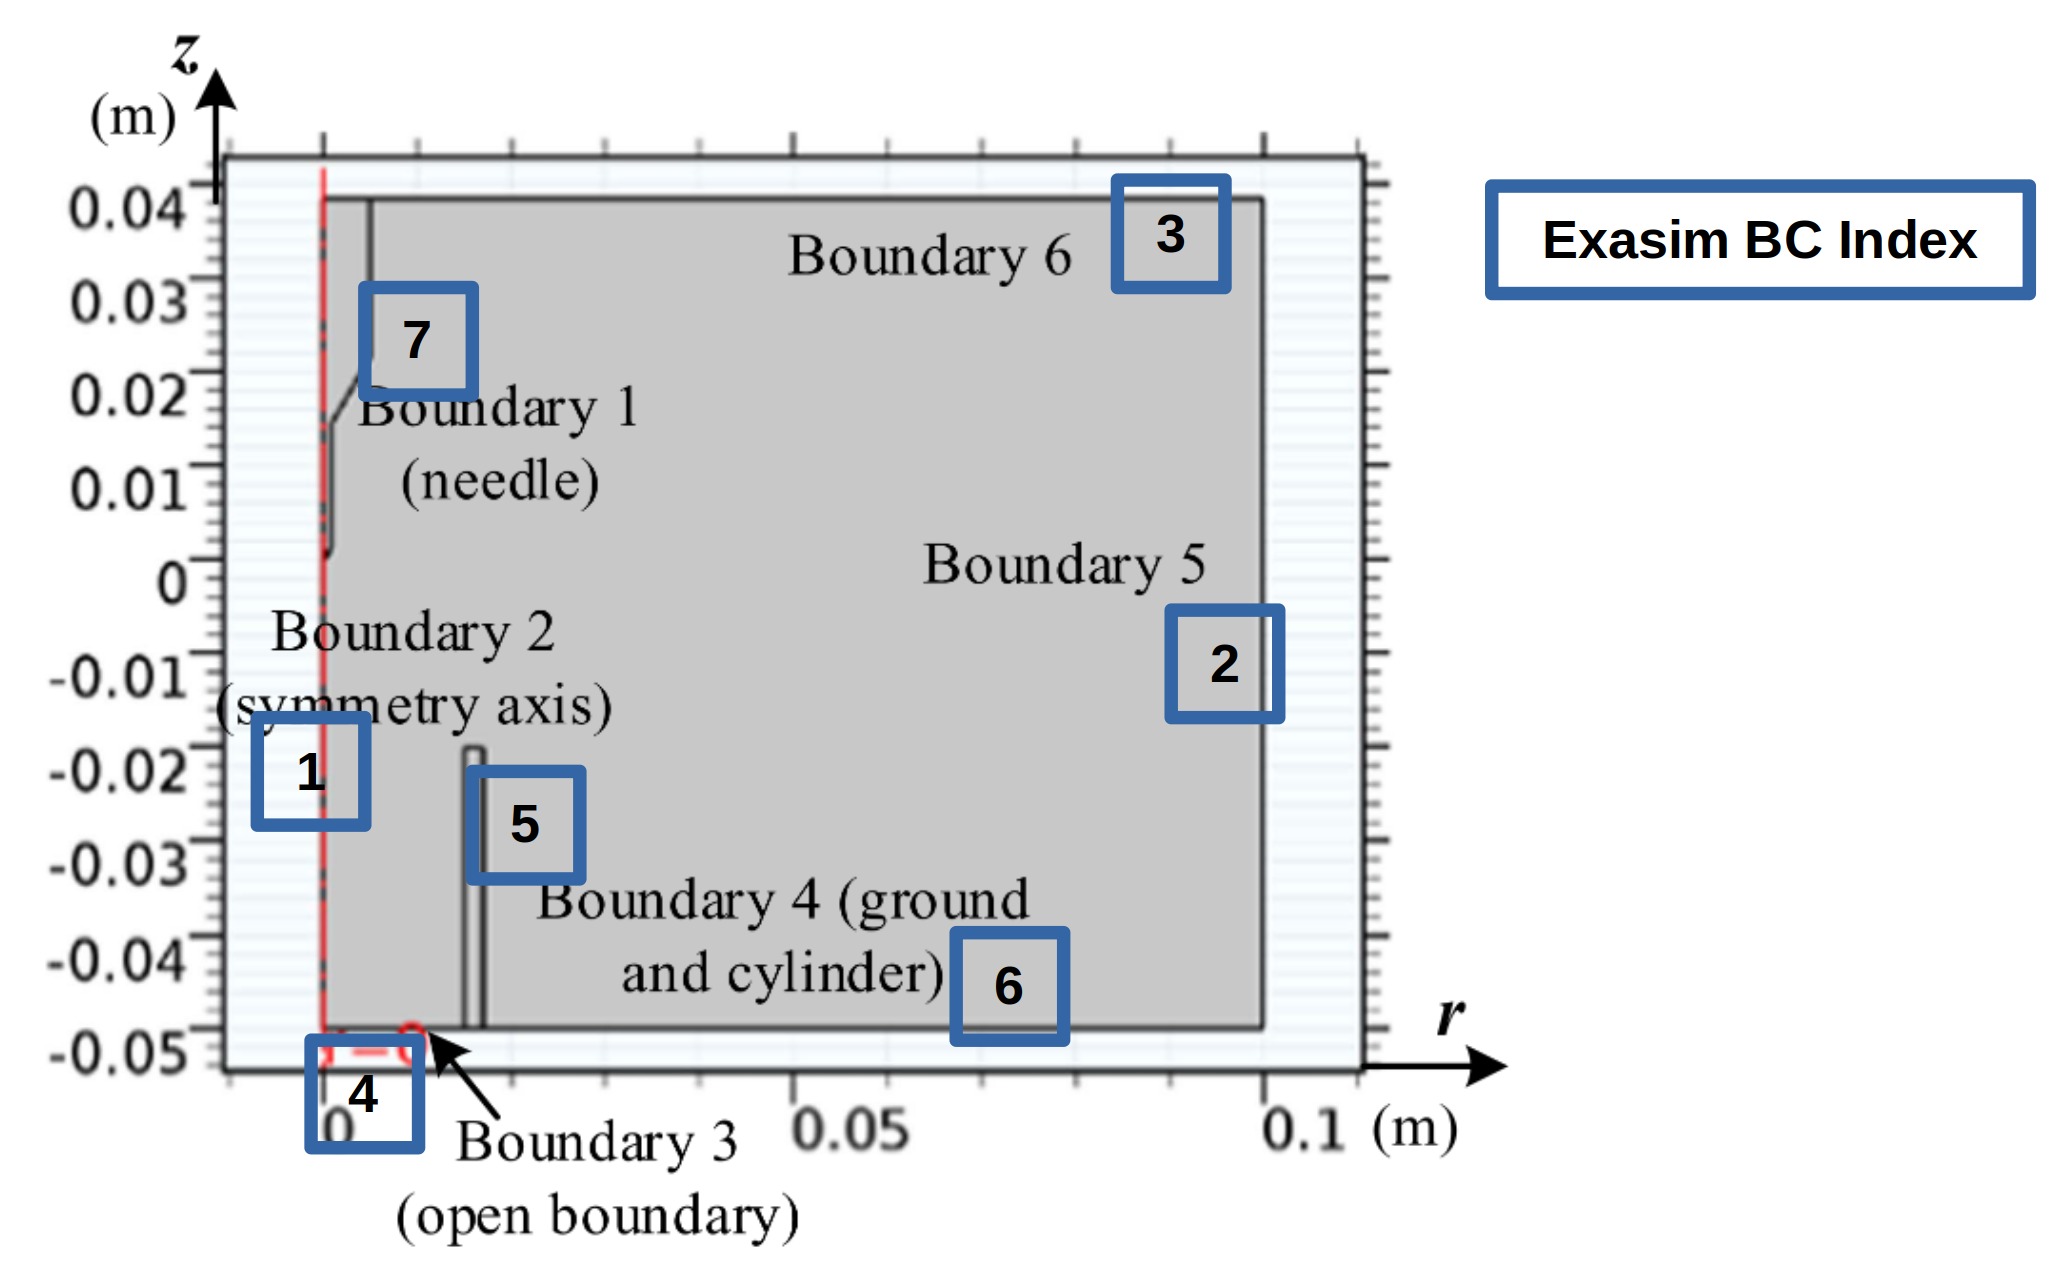 z
(m)
0.04
0.03
0.02
0.01
0
-0.01
-0.02
-0.03
-0.04
-0.05
Boundary 6
3
Exasim BC Index
7
Boundary 1
(needle)
Boundary 5
2
Boundary 2
(symmetry axis)
1
5
Boundary 4 (ground
and cylinder)
6
r
4
0
0.05
0.1
(m)
Boundary 3
(open boundary)